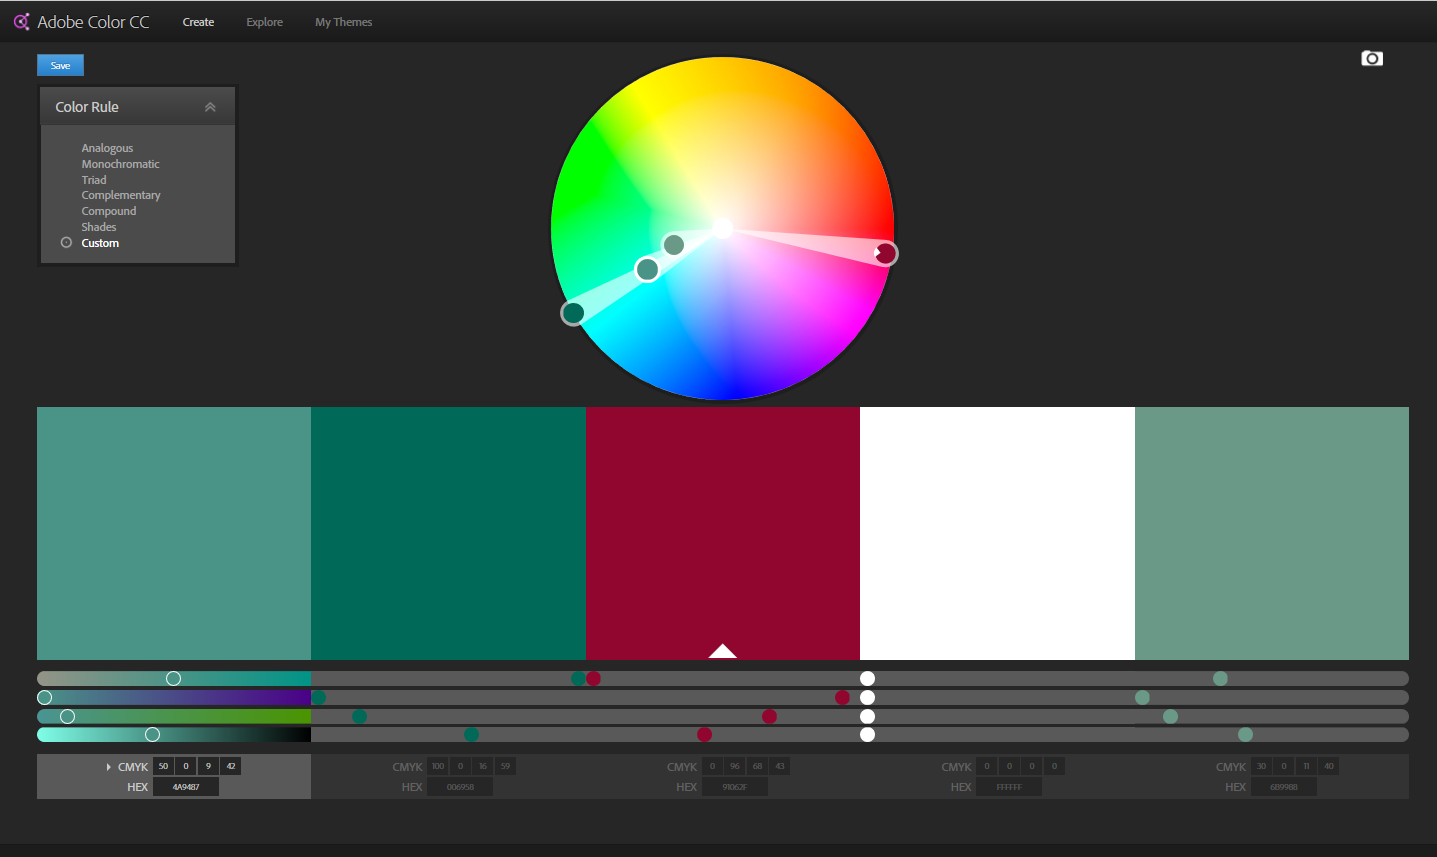 Adobe Color CC Create Explore My Themes
Save
Color Rule
Analogous
Monochromatic
Triad
Complementary
Compound
Shades
Custom
CMYK 50 0 9 42 CMYK 100 0 16 59 CMYK 0 96 68 43 CMYK 0 0 0 0 CMYK 30 0 11 40
HEX 4A9487 HEX 006958 HEX 91062F HEX FFFFFF HEX 6B9988